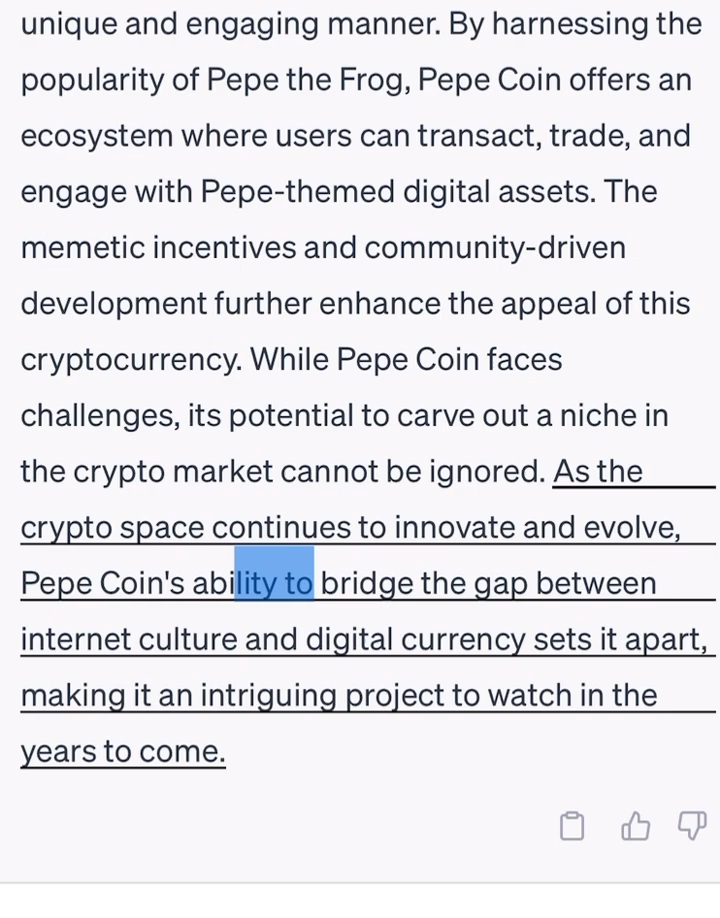 unique and engaging manner. By harnessing the
popularity of Pepe the Frog, Pepe Coin offers an
ecosystem where users can transact, trade, and
engage with Pepe-themed digital assets. The
memetic incentives and community-driven
development further enhance the appeal of this
cryptocurrency. While Pepe Coin faces
challenges, its potential to carve out a niche in
the crypto market cannot be ignored. As the
crypto space continues to innovate and evolve,
Pepe Coin's ability to bridge the gap between
internet culture and digital currency sets it apart,
making it an intriguing project to watch in the
years to come.